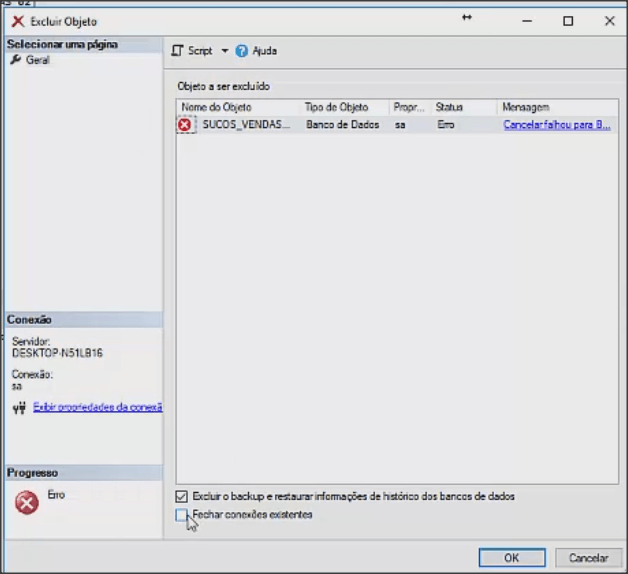 Excluir Objeto
Selecionar uma página
Geral
Script
Ajuda
Objeto a ser excluído
Nome do Objeto Tipo de Objeto Propr... Status Mensagem
SUCOS_VENDAS... Banco de Dados sa Erro Cancelar falhou para B...
Conexão
Servidor:
DESKTOP-N51LB16
Conexão:
sa
Exibir propriedades da conexã
Progresso
Erro
Excluir o backup e restaurar informações de histórico dos bancos de dados
Fechar conexões existentes
OK Cancelar